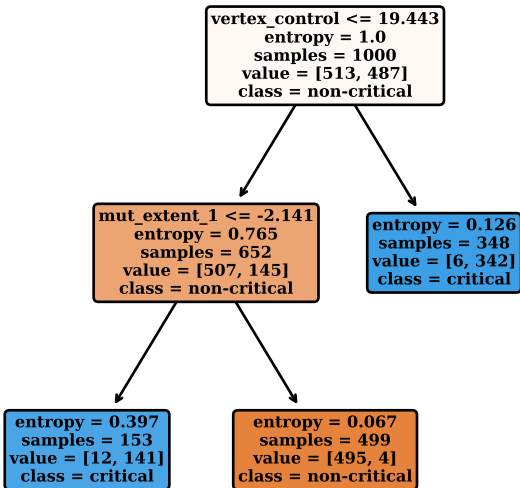 vertex_control <= 19.443
entropy = 1.0
samples = 1000
value = [513, 487]
class = non-critical
mut_extent_1 <= -2.141
entropy = 0.765
samples = 652
value = [507, 145]
class = non-critical
entropy = 0.126
samples = 348
value = [6, 342]
class = critical
entropy = 0.397
samples = 153
value = [12, 141]
class = critical
entropy = 0.067
samples = 499
value = [495, 4]
class = non-critical